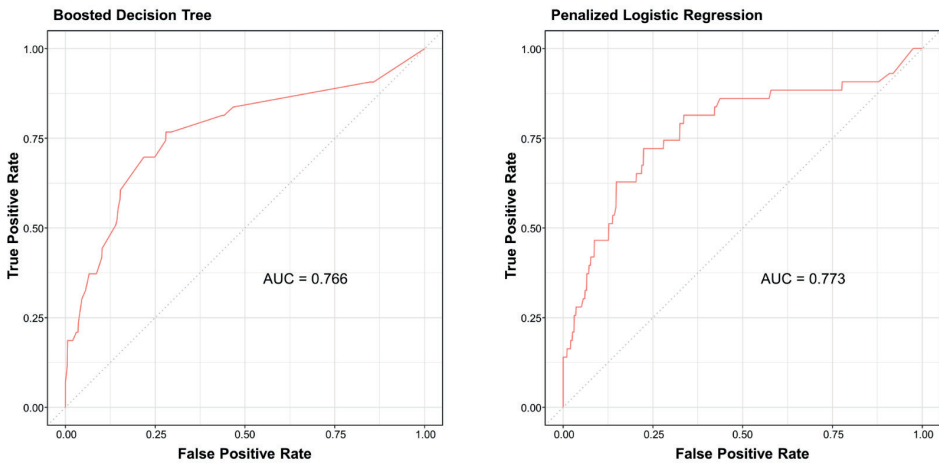 Boosted Decision Tree
1.00
0.75
0.50
0.25
0.00
True Positive Rate
AUC = 0.766
0.00 0.25 0.50 0.75 1.00
False Positive Rate
Penalized Logistic Regression
1.00
0.75
0.50
0.25
0.00
True Positive Rate
AUC = 0.773
0.00 0.25 0.50 0.75 1.00
False Positive Rate